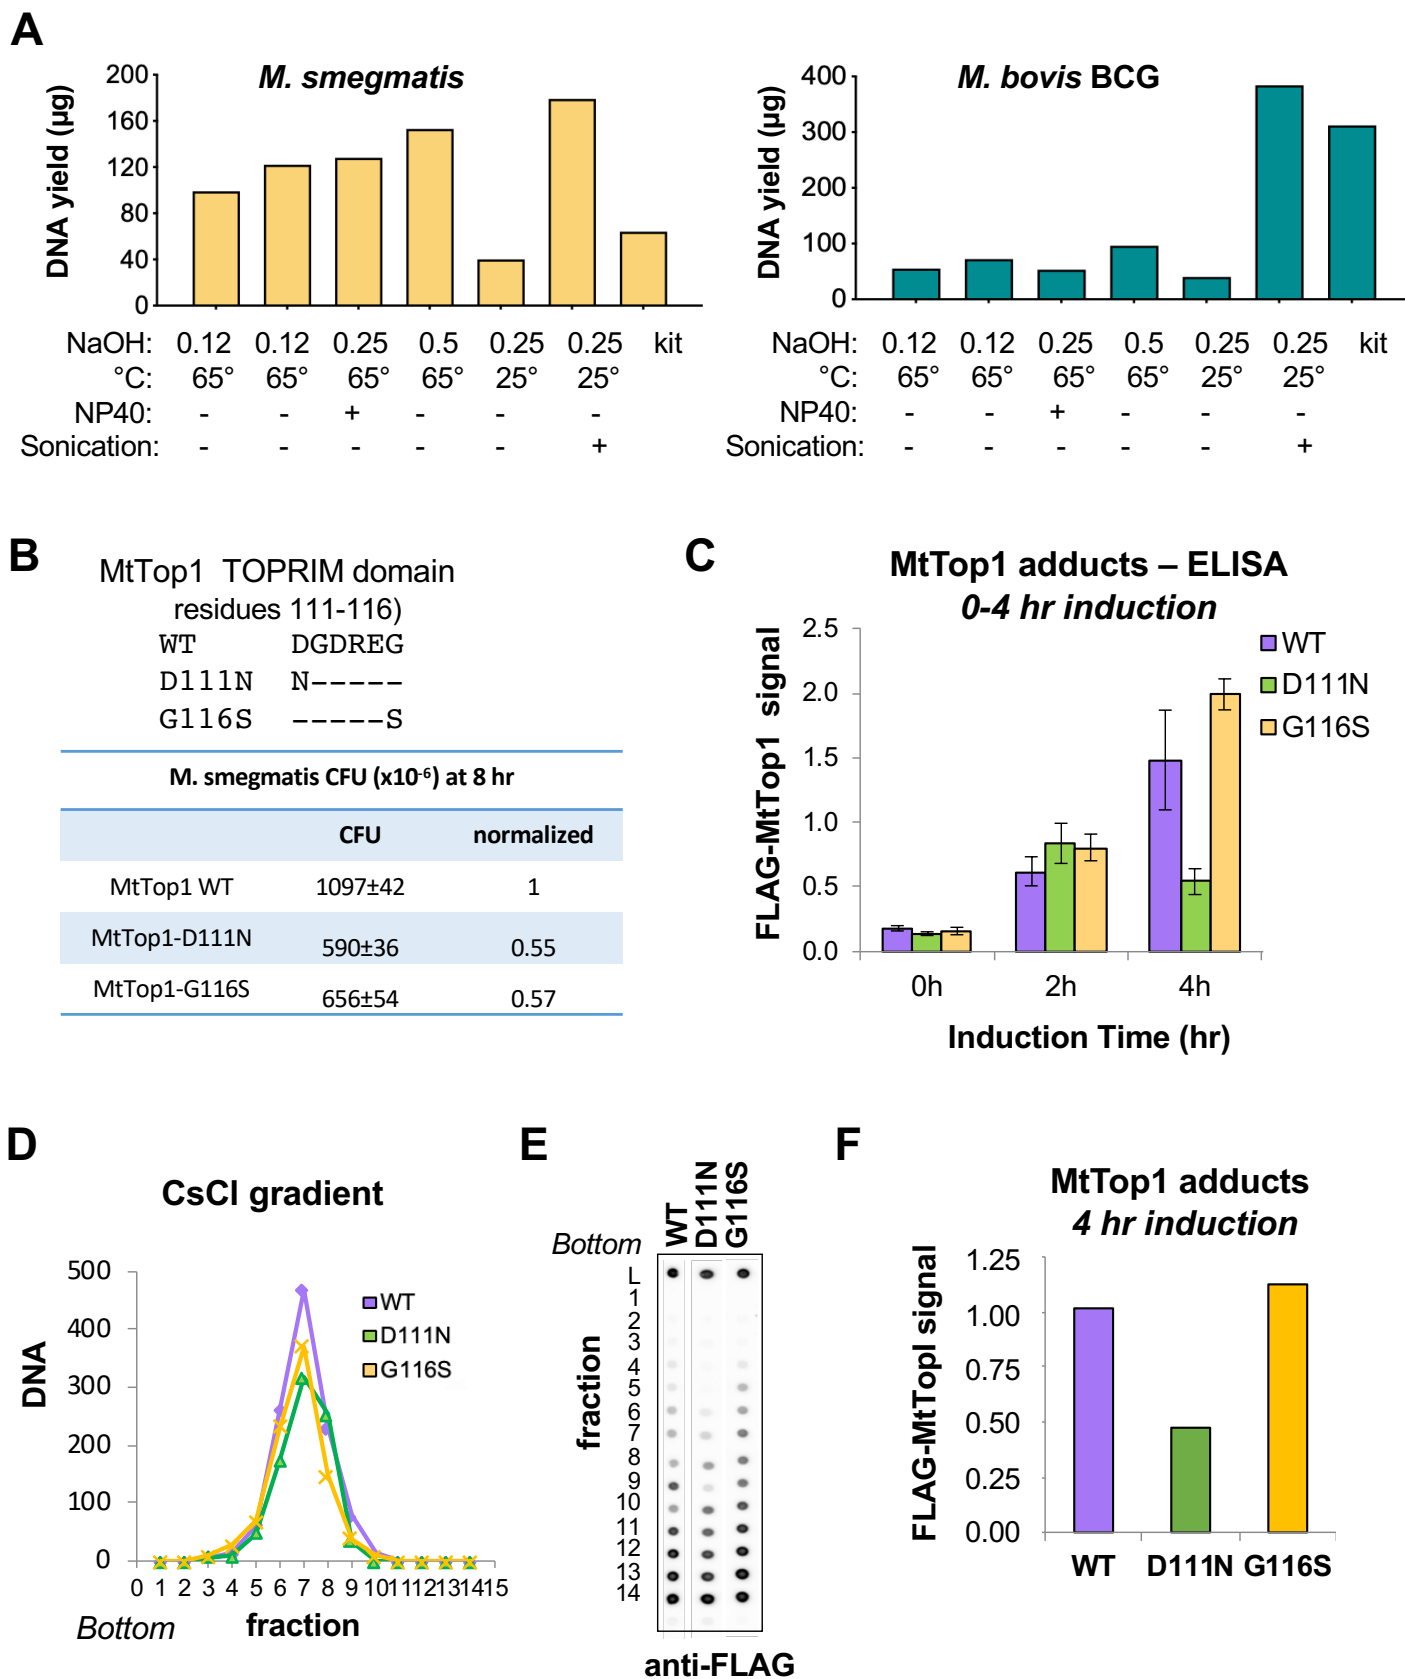 A
M. smegmatis
DNA yield (µg)
200
160
120
80
40
0
NaOH: 0.12 0.12 0.25 0.5 0.25 0.25 kit
°C: 65° 65° 65° 65° 25° 25°
NP40: - - + - - -
Sonication: - - - - - +
M. bovis BCG
DNA yield (µg)
400
300
200
100
0
NaOH: 0.12 0.12 0.25 0.5 0.25 0.25 kit
°C: 65° 65° 65° 65° 25° 25°
NP40: - - + - - -
Sonication: - - - - - +
B
MtTop1 TOPRIM domain
residues 111-116)
WT DGDREG
D111N N-----
G116S -----S
M. smegmatis CFU (x10-⁶) at 8 hr
CFU normalized
MtTop1 WT 1097±42 1
MtTop1-D111N 590±36 0.55
MtTop1-G116S 656±54 0.57
C
MtTop1 adducts – ELISA
0-4 hr induction
FLAG-MtTop1 signal
2.5
2.0
1.5
1.0
0.5
0.0
WT
D111N
G116S
0h 2h 4h
Induction Time (hr)
D
CsCl gradient
DNA
500
400
300
200
100
0
WT
D111N
G116S
0 1 2 3 4 5 6 7 8 9 10 11 12 13 14 15
Bottom fraction
E
WT D111N G116S
Bottom
fraction
L
1
2
3
4
5
6
7
8
9
10
11
12
13
14
anti-FLAG
F
MtTop1 adducts
4 hr induction
FLAG-MtTopI signal
1.25
1.00
0.75
0.50
0.25
0.00
WT D111N G116S